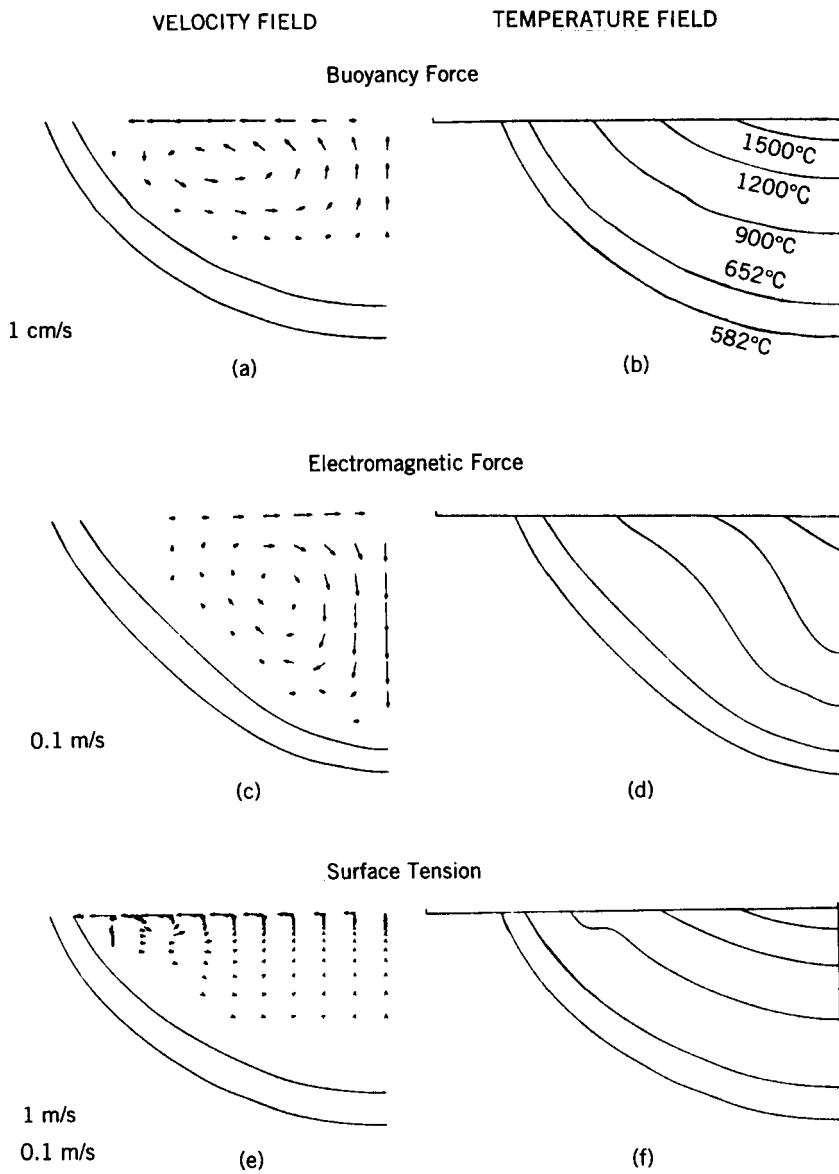 VELOCITY FIELD
TEMPERATURE FIELD
Buoyancy Force
1500°C
1200°C
900°C
652°C
582°C
1 cm/s
(a)
(b)
Electromagnetic Force
0.1 m/s
(c)
(d)
Surface Tension
1 m/s
0.1 m/s
(e)
(f)